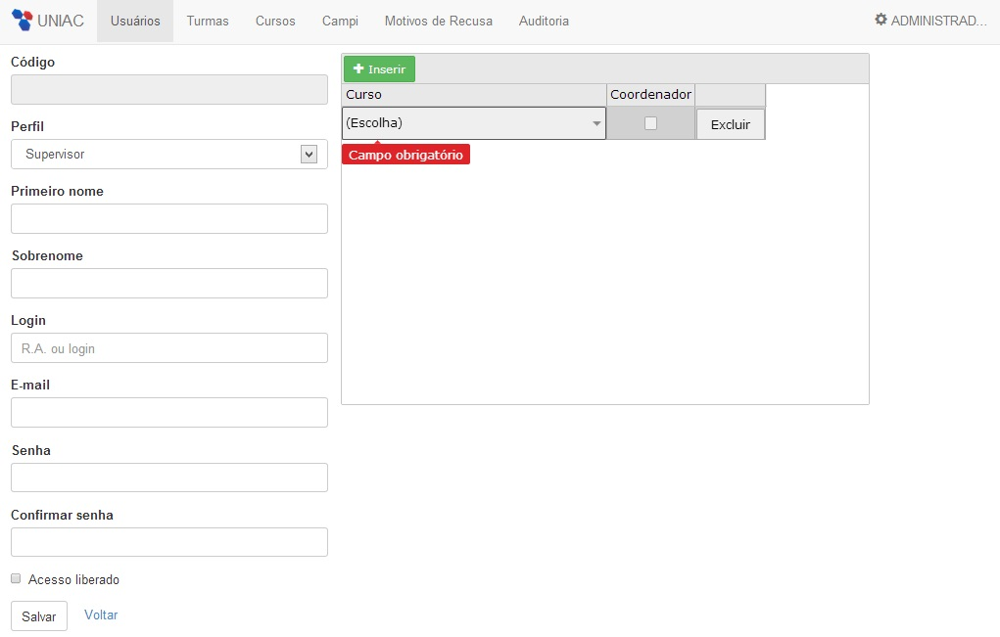 UNIAC Usuários Turmas Cursos Campi Motivos de Recusa Auditoria ADMINISTRAD...
Código
Perfil
Supervisor
Primeiro nome
Sobrenome
Login
R.A. ou login
E-mail
Senha
Confirmar senha
Acesso liberado
Salvar Voltar
Inserir
Curso Coordenador
(Escolha) Excluir
Campo obrigatório